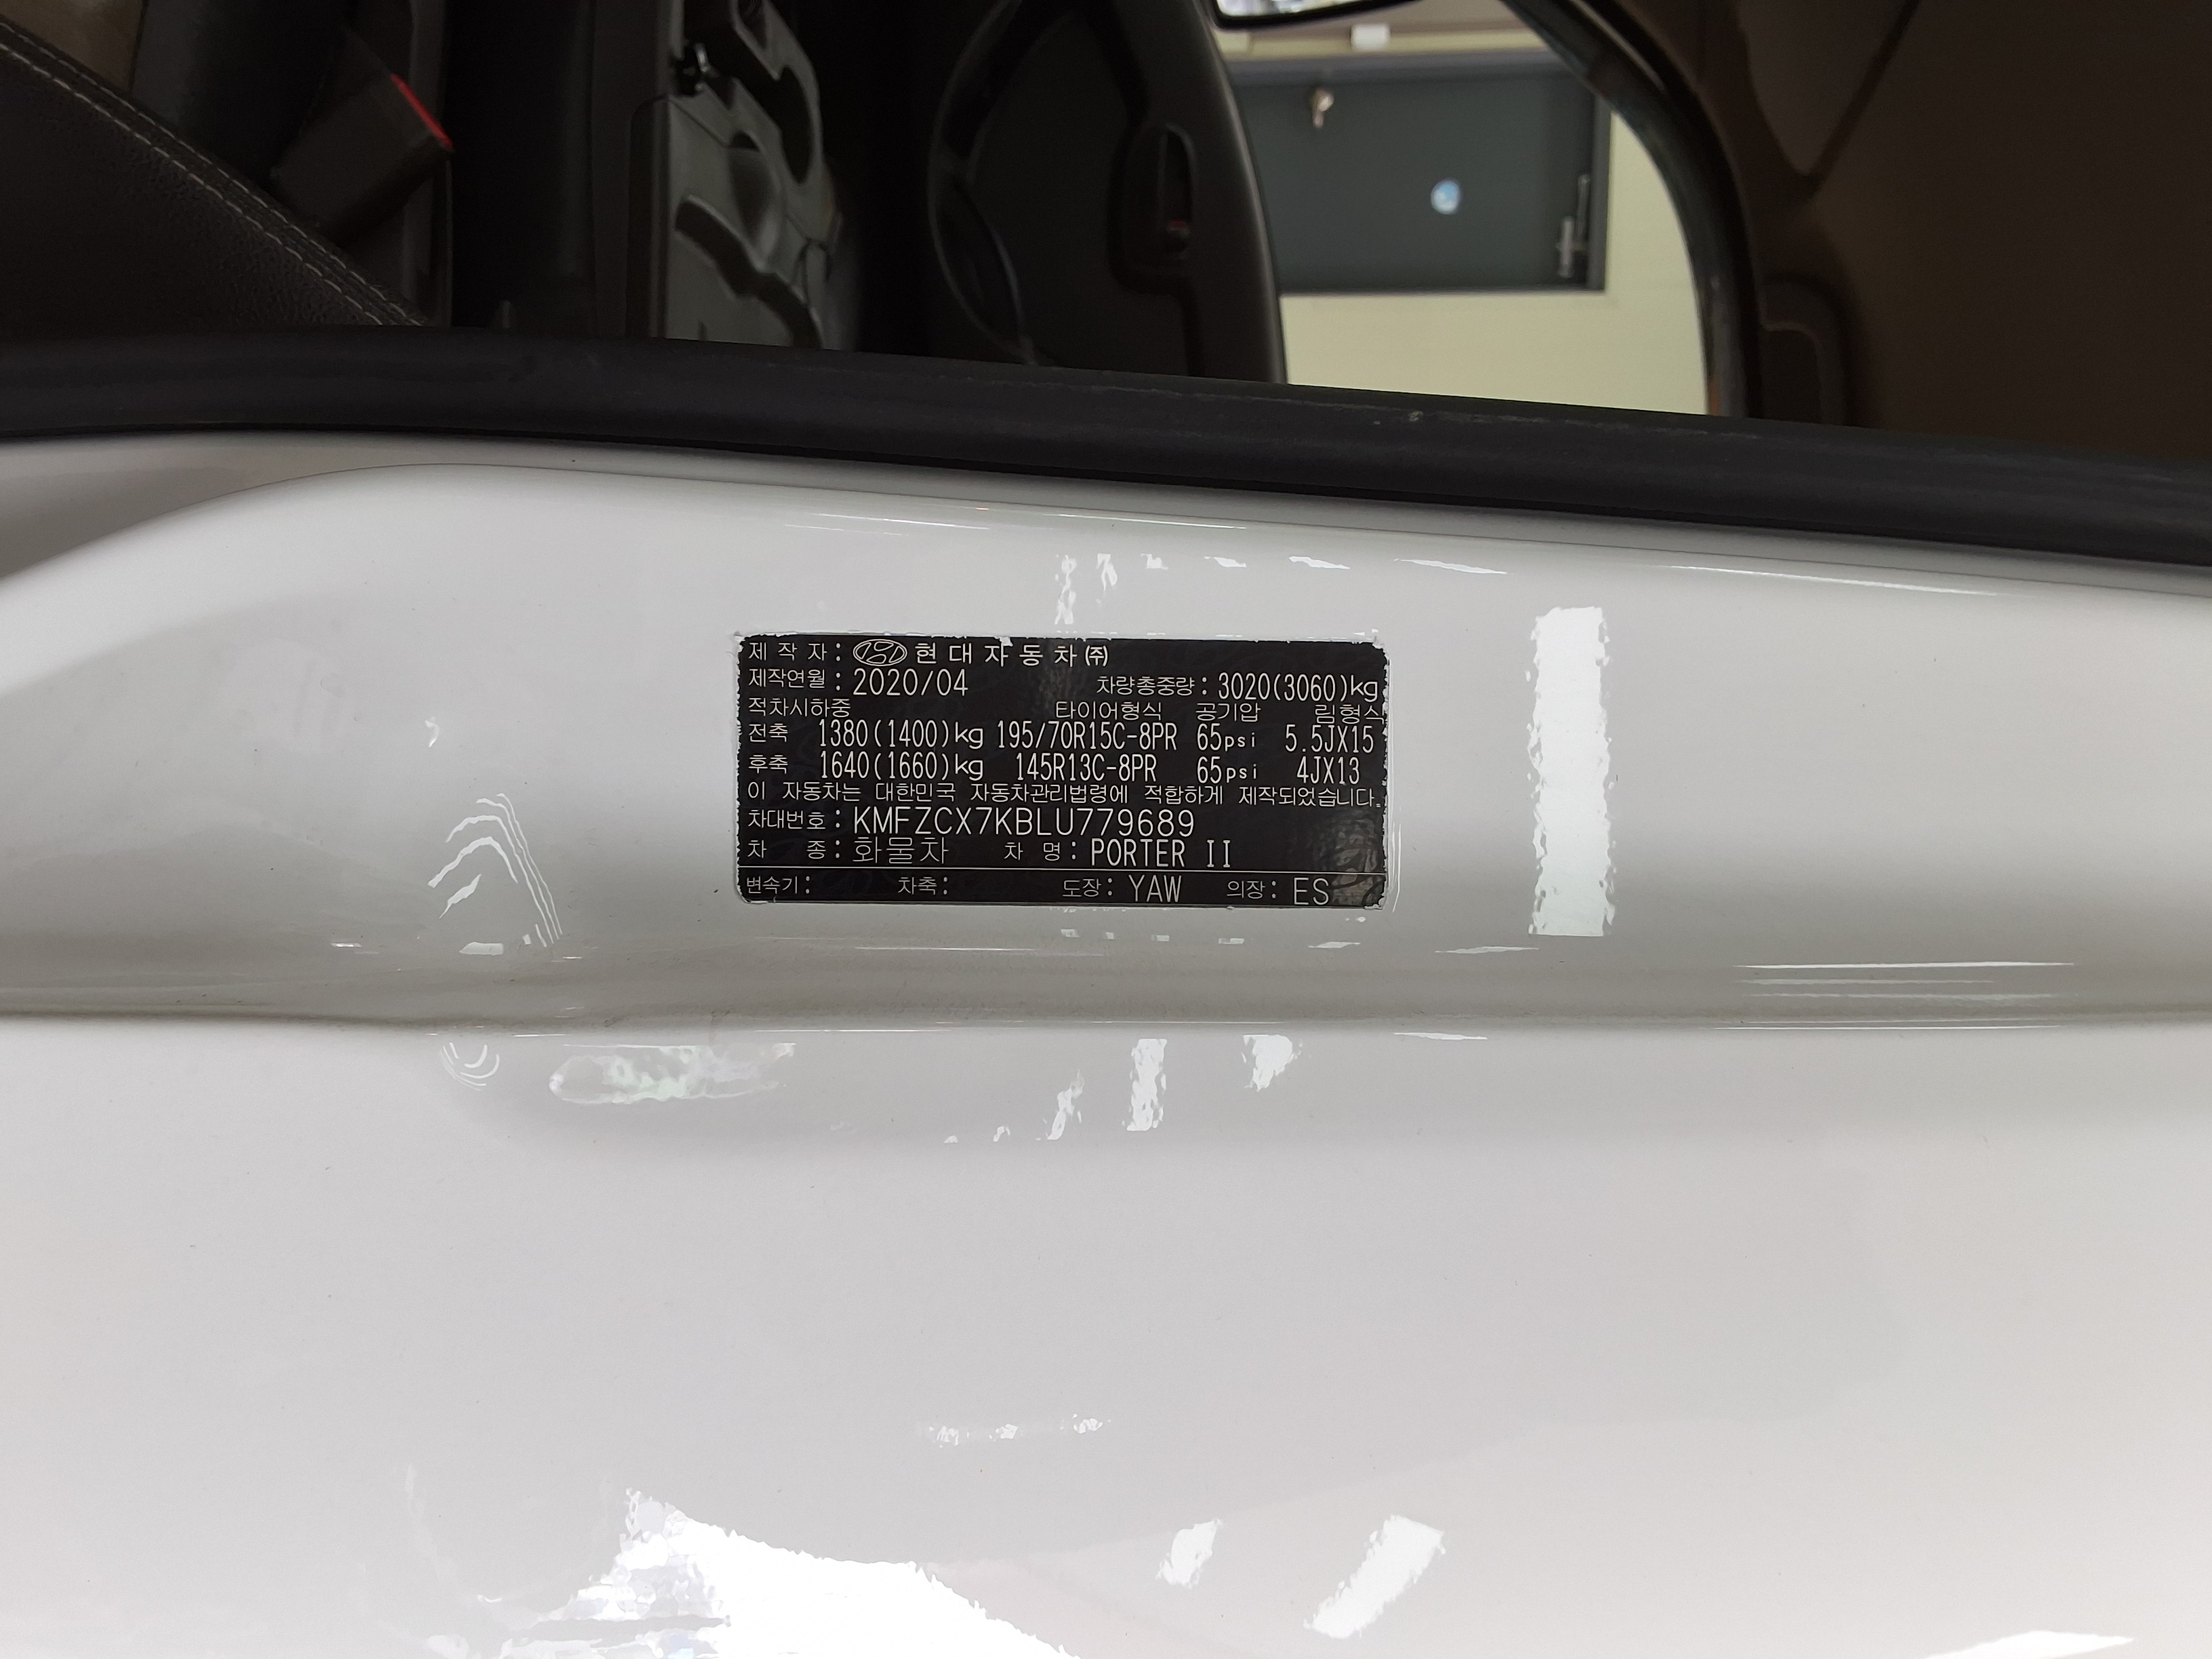 제 작 자 : 현 대 자 동 차 ㈜
제작연월 : 2020/04 차량총중량 : 3020(3060)kg
적차시하중 타이어형식 공기압 림형식
전축 1380(1400)kg 195/70R15C-8PR 65psi 5.5JX15
후축 1640(1660)kg 145R13C-8PR 65psi 4JX13
이 자동차는 대한민국 자동차관리법령에 적합하게 제작되었습니다.
차대번호 : KMFZCX7KBLU779689
차 종 : 화물차 차 명 : PORTER II
변속기 : 차축 : 도장 : YAW 의장 : ES